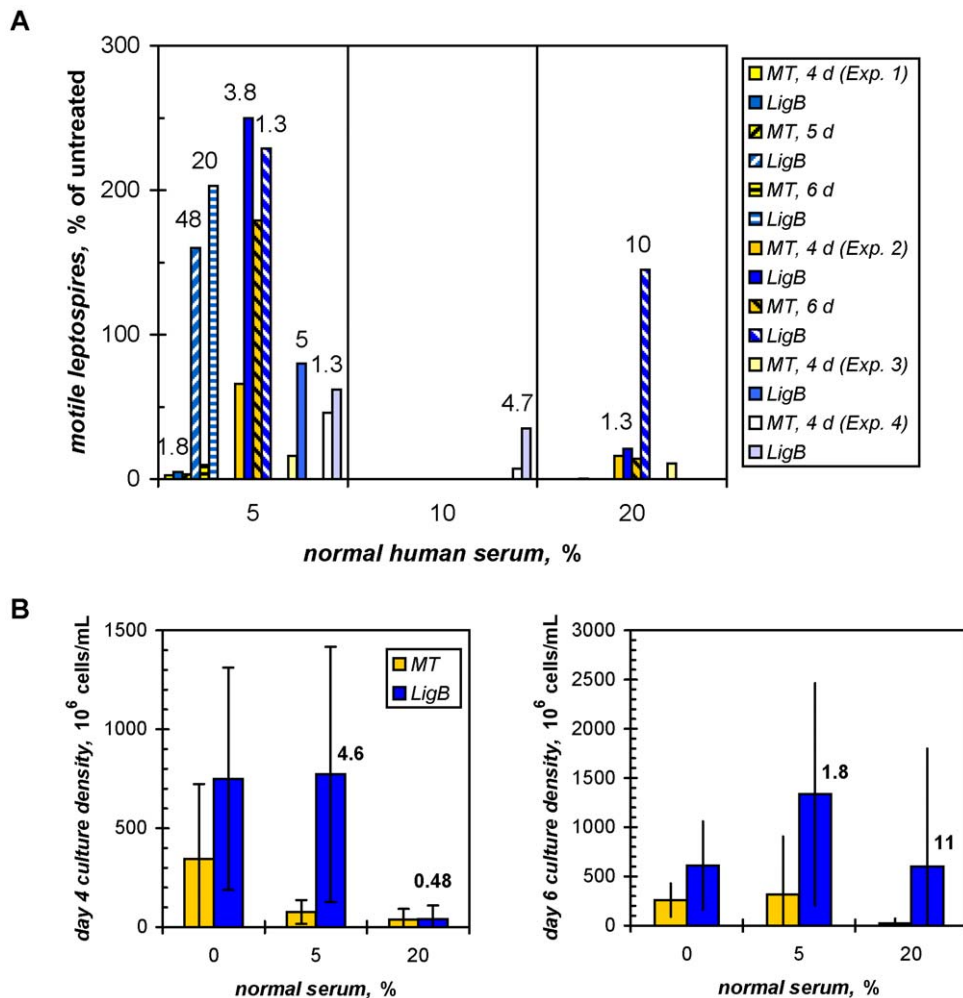 A
motile leptospires, % of untreated
300
200
100
0
1.8
48
20
3.8
1.3
5
1.3
4.7
1.3
10
5
10
20
normal human serum, %
MT, 4 d (Exp. 1)
LigB
MT, 5 d
LigB
MT, 6 d
LigB
MT, 4 d (Exp. 2)
LigB
MT, 6 d
LigB
MT, 4 d (Exp. 3)
LigB
MT, 4 d (Exp. 4)
LigB
B
day 4 culture density, 10⁶ cells/mL
1500
1000
500
0
MT
LigB
4.6
0.48
0
5
20
normal serum, %
day 6 culture density, 10⁶ cells/mL
3000
2500
2000
1500
1000
500
0
1.8
11
0
5
20
normal serum, %